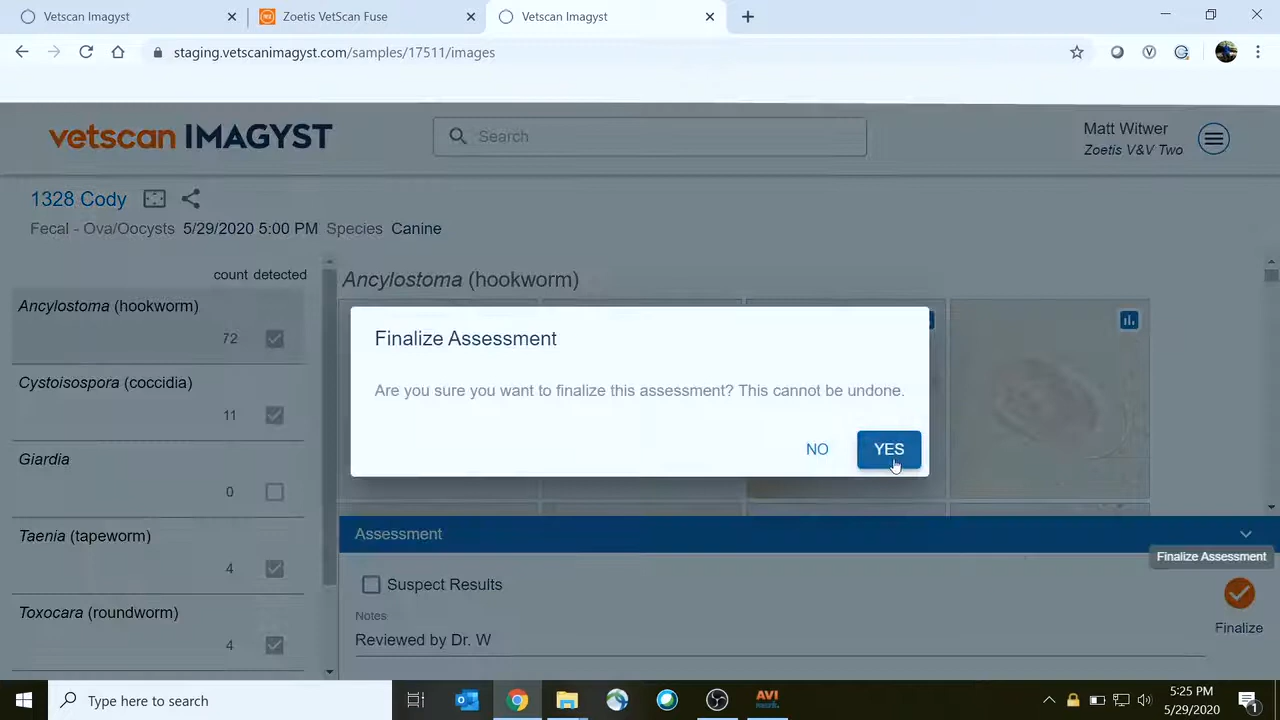 Vetscan Imagyst
Zoetis VetScan Fuse
Vetscan Imagyst
staging.vetscanimagyst.com/samples/17511/images
vetscan IMAGYST
Search
Matt Witwer
Zoetis V&V Two
1328 Cody
Fecal - Ova/Oocysts 5/29/2020 5:00 PM Species Canine
count detected
Ancylostoma (hookworm)
72
Cystoisospora (coccidia)
11
Giardia
0
Taenia (tapeworm)
4
Toxocara (roundworm)
4
Ancylostoma (hookworm)
Finalize Assessment
Are you sure you want to finalize this assessment? This cannot be undone.
NO
YES
Assessment
Finalize Assessment
Suspect Results
Notes
Reviewed by Dr. W
Finalize
Type here to search
AVI
5:25 PM
5/29/2020
1